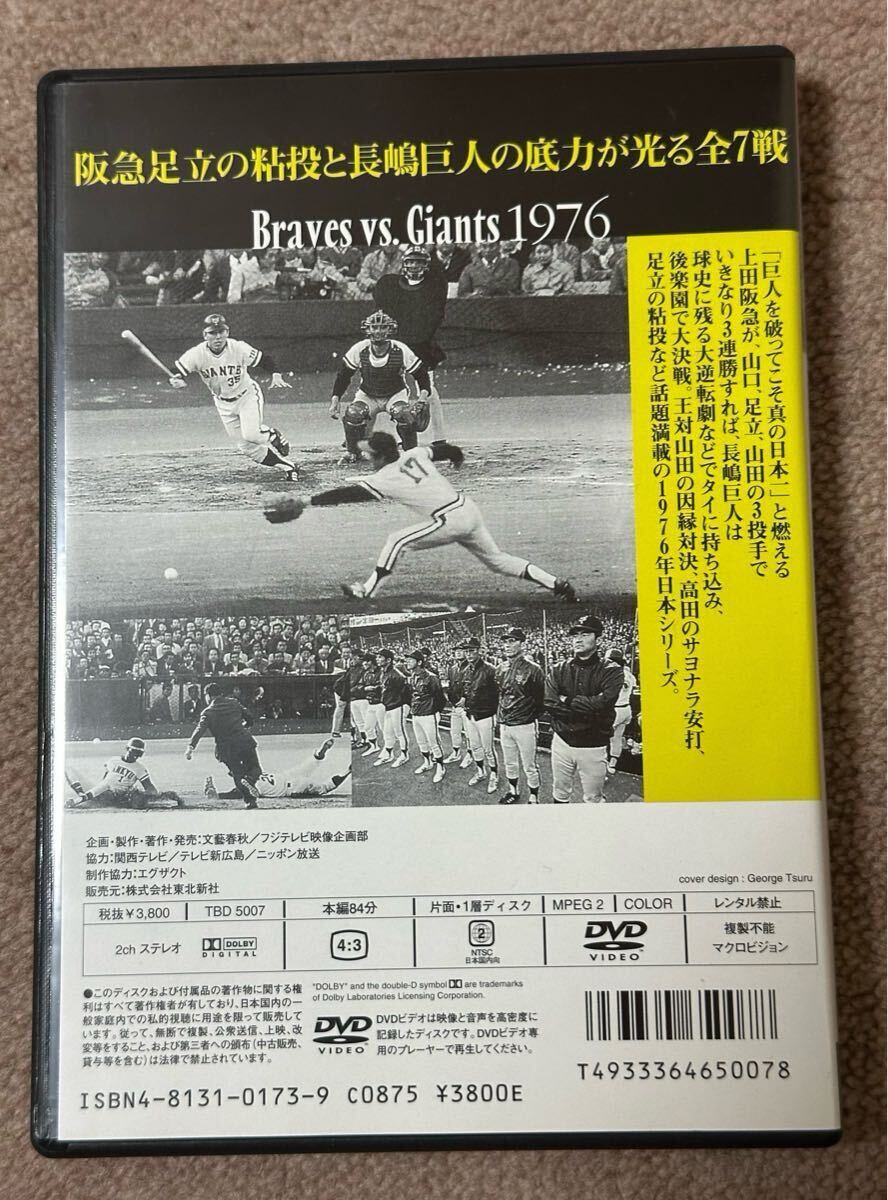 阪急足立の粘投と長嶋巨人の底力が光る全7戦
Braves vs. Giants 1976
「巨人を破ってこそ真の日本一」と燃える
上田阪急が、山口、足立、山田の3投手で
いきなり3連勝すれば、長嶋巨人は
球史に残る大逆転劇などでタイに持ち込み、
後楽園で大決戦。王対山田の因縁対決、高田のサヨナラ安打、
足立の粘投など話題満載の1976年日本シリーズ。
35
17
企画・製作・著作・発売:文藝春秋/フジテレビ映像企画部
協力:関西テレビ/テレビ新広島/ニッポン放送
制作協力:エグザクト
販売元:株式会社東北新社
cover design : George Tsuru
税抜¥3,800 TBD 5007 本編84分 片面・1層ディスク MPEG 2 COLOR レンタル禁止
2ch ステレオ DOLBY DIGITAL 4:3 2 NTSC 日本国内向 DVD VIDEO 複製不能 マクロビジョン
●このディスクおよび付属品の著作物に関する権
利はすべて著作権者が有しており、日本国内の一
般家庭内での私的視聴に用途を限って販売して
います。従って、無断で複製、公衆送信、上映、改
変等をすること、および第三者への頒布(中古販売、
貸与等を含む)は法律で禁止されています。
"DOLBY" and the double-D symbol are trademarks
of Dolby Laboratories Licensing Corporation.
DVD VIDEO
DVDビデオは映像と音声を高密度に
記録したディスクです。DVDビデオ専
用のプレーヤーで再生してください。
T4933364650078
ISBN4-8131-0173-9 C0875 ¥3800E